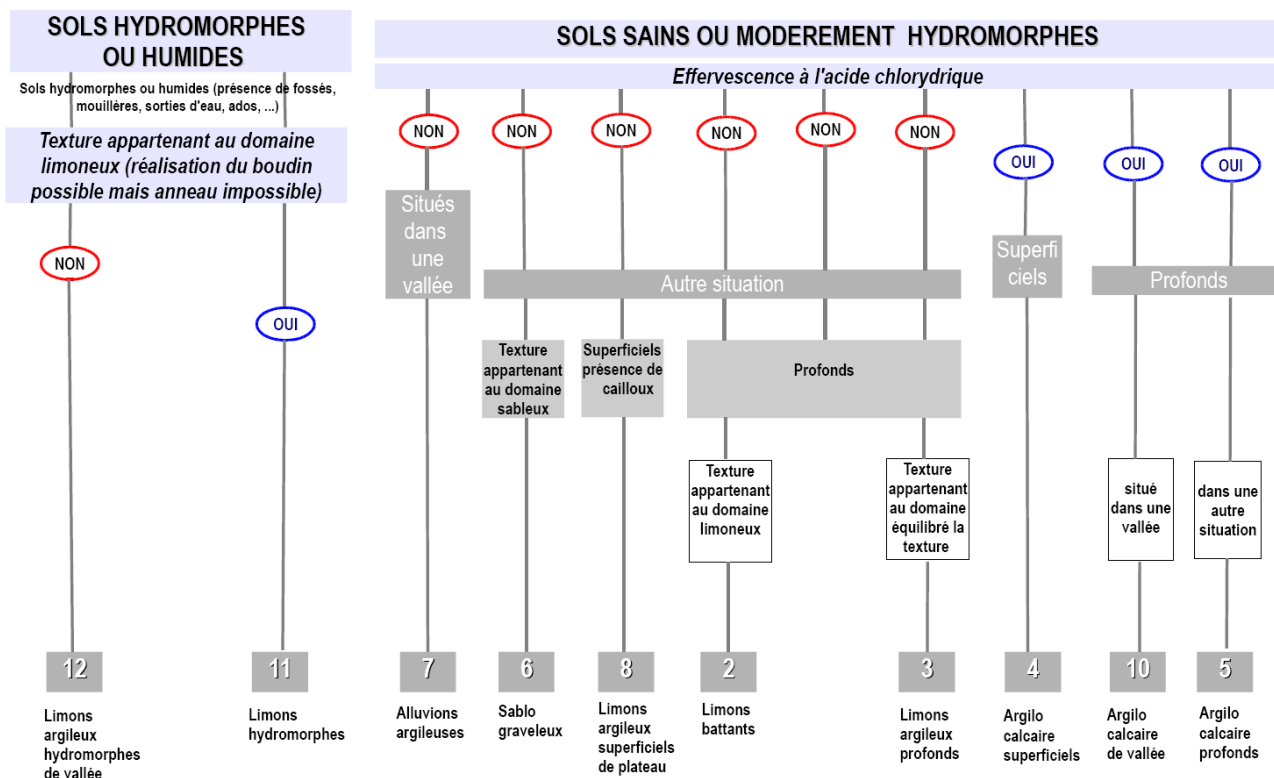 SOLS HYDROMORPHES
OU HUMIDES
Sols hydromorphes ou humides (présence de fossés,
mouillères, sorties d'eau, ados, ...)
Texture appartenant au domaine
limoneux (réalisation du boudin
possible mais anneau impossible)
NON
OUI
SOLS SAINS OU MODEREMENT HYDROMORPHES
Effervescence à l'acide chlorydrique
NON
NON
NON
NON
NON
NON
OUI
OUI
OUI
Situés
dans
une
vallée
Autre situation
Superfi
ciels
Profonds
Texture
appartenant
au domaine
sableux
Superficiels
présence de
cailloux
Profonds
Texture
appartenant
au domaine
limoneux
Texture
appartenant
au domaine
équilibré la
texture
situé
dans une
vallée
dans une
autre
situation
12
11
7
6
8
2
3
4
10
5
Limons
argileux
hydromorphes
de vallée
Limons
hydromorphes
Alluvions
argileuses
Sablo
graveleux
Limons
argileux
superficiels
de plateau
Limons
battants
Limons
argileux
profonds
Argilo
calcaire
superficiels
Argilo
calcaire
de vallée
Argilo
calcaire
profonds